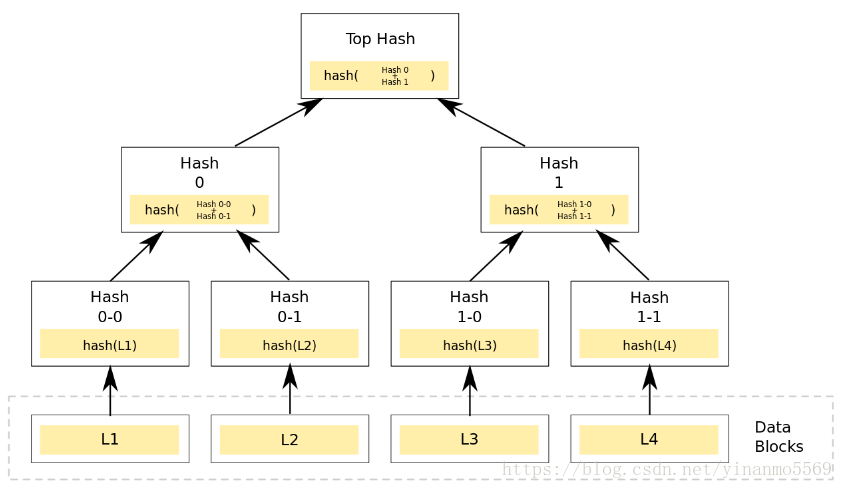 Top Hash
hash( Hash 0 + Hash 1 )
Hash
0
hash( Hash 0-0 + Hash 0-1 )
Hash
1
hash( Hash 1-0 + Hash 1-1 )
Hash
0-0
hash(L1)
Hash
0-1
hash(L2)
Hash
1-0
hash(L3)
Hash
1-1
hash(L4)
L1
L2
L3
L4
Data
Blocks
https://blog.csdn.net/yinanmo5569